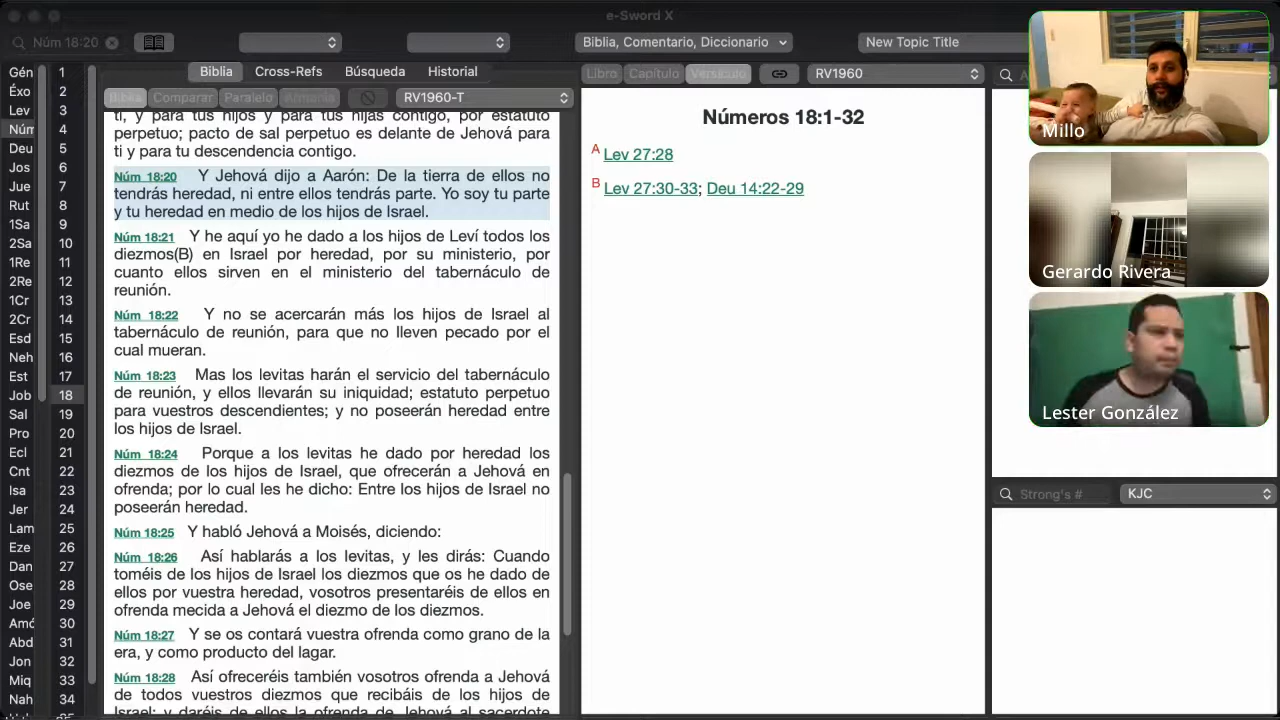 e-Sword X
Núm 18:20
Biblia, Comentario, Diccionario
New Topic Title
Biblia Cross-Refs Búsqueda Historial
Libro Capítulo Versículo RV1960
Biblia Comparar Paralelo Armonía RV1960-T
Gén 1
Éxo 2
Lev 3
Núm 4
Deu 5
Jos 6
Jue 7
Rut 8
1Sa 9
2Sa 10
1Re 11
2Re 12
1Cr 13
2Cr 14
Esd 15
Neh 16
Est 17
Job 18
Sal 19
Pro 20
Ecl 21
Cnt 22
Isa 23
Jer 24
Lam 25
Eze 26
Dan 27
Ose 28
Joe 29
Amó 30
Abd 31
Jon 32
Miq 33
Nah 34
ti, y para tus hijos y para tus hijas contigo, por estatuto
perpetuo; pacto de sal perpetuo es delante de Jehová para
ti y para tu descendencia contigo.
Núm 18:20 Y Jehová dijo a Aarón: De la tierra de ellos no
tendrás heredad, ni entre ellos tendrás parte. Yo soy tu parte
y tu heredad en medio de los hijos de Israel.
Núm 18:21 Y he aquí yo he dado a los hijos de Leví todos los
diezmos(B) en Israel por heredad, por su ministerio, por
cuanto ellos sirven en el ministerio del tabernáculo de
reunión.
Núm 18:22 Y no se acercarán más los hijos de Israel al
tabernáculo de reunión, para que no lleven pecado por el
cual mueran.
Núm 18:23 Mas los levitas harán el servicio del tabernáculo
de reunión, y ellos llevarán su iniquidad; estatuto perpetuo
para vuestros descendientes; y no poseerán heredad entre
los hijos de Israel.
Núm 18:24 Porque a los levitas he dado por heredad los
diezmos de los hijos de Israel, que ofrecerán a Jehová en
ofrenda; por lo cual les he dicho: Entre los hijos de Israel no
poseerán heredad.
Núm 18:25 Y habló Jehová a Moisés, diciendo:
Núm 18:26 Así hablarás a los levitas, y les dirás: Cuando
toméis de los hijos de Israel los diezmos que os he dado de
ellos por vuestra heredad, vosotros presentaréis de ellos en
ofrenda mecida a Jehová el diezmo de los diezmos.
Núm 18:27 Y se os contará vuestra ofrenda como grano de la
era, y como producto del lagar.
Núm 18:28 Así ofreceréis también vosotros ofrenda a Jehová
de todos vuestros diezmos que recibáis de los hijos de
Israel; y daréis de ellos la ofrenda de Jehová al sacerdote
Números 18:1-32
A Lev 27:28
B Lev 27:30-33; Deu 14:22-29
Millo
Gerardo Rivera
Lester González
Strong's # KJC